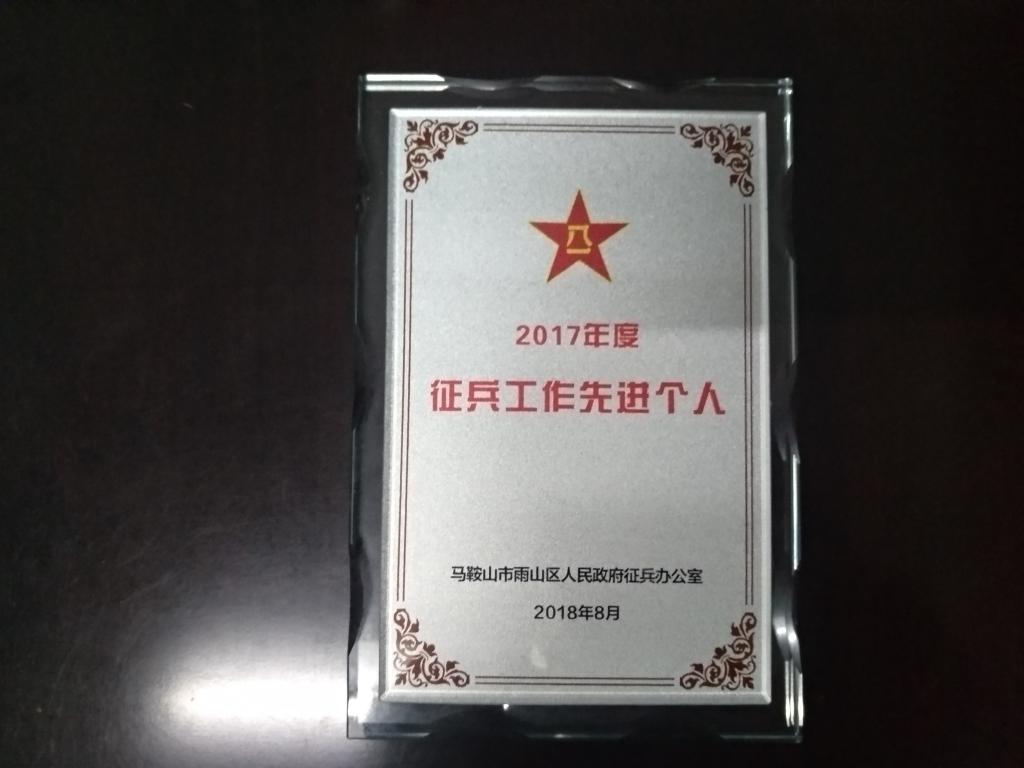 八一
2017年度
征兵工作先进个人
马鞍山市雨山区人民政府征兵办公室
2018年8月